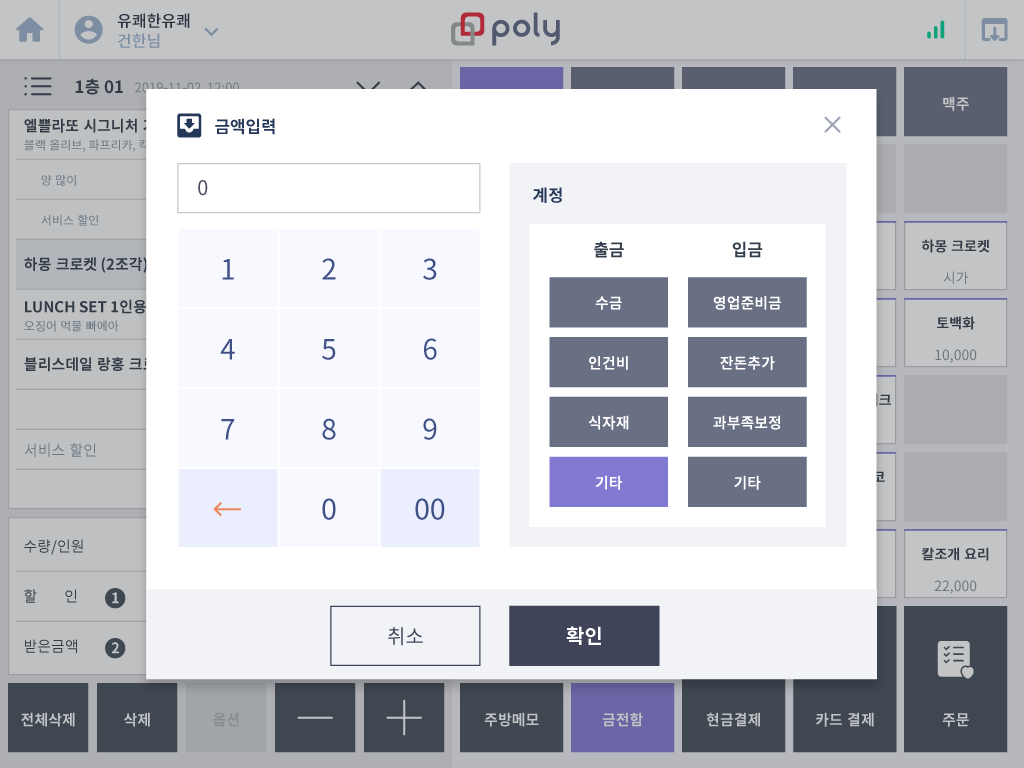 유쾌한유쾌
건한님
poly
1층 01 2019-11-02 12:00
엘쁠라또 시그니처
블랙 올리브, 파프리카,
양 많이
서비스 할인
하몽 크로켓 (2조각)
LUNCH SET 1인용
오징어 먹물 빠에아
블리스데일 랑홍
서비스 할인
수량/인원
할 인 1
받은금액 2
금액입력
0
1 2 3
4 5 6
7 8 9
← 0 00
계정
출금 입금
수금 영업준비금
인건비 잔돈추가
식자재 과부족보정
기타 기타
취소 확인
맥주
하몽 크로켓
시가
토백화
10,000
칼조개 요리
22,000
전체삭제 삭제 옵션 주방메모 금전함 현금결제 카드 결제 주문